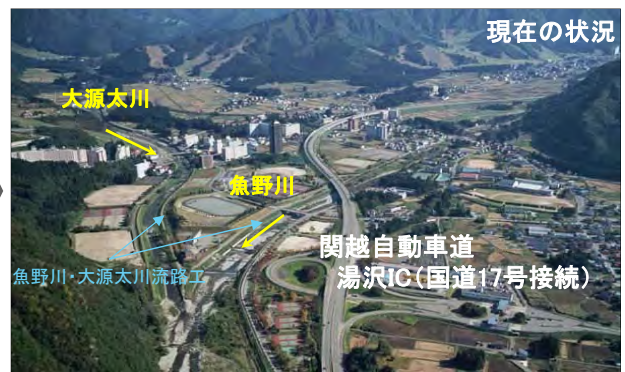 現在の状況
大源太川
魚野川
関越自動車道
湯沢IC(国道17号接続)
魚野川・大源太川流路工